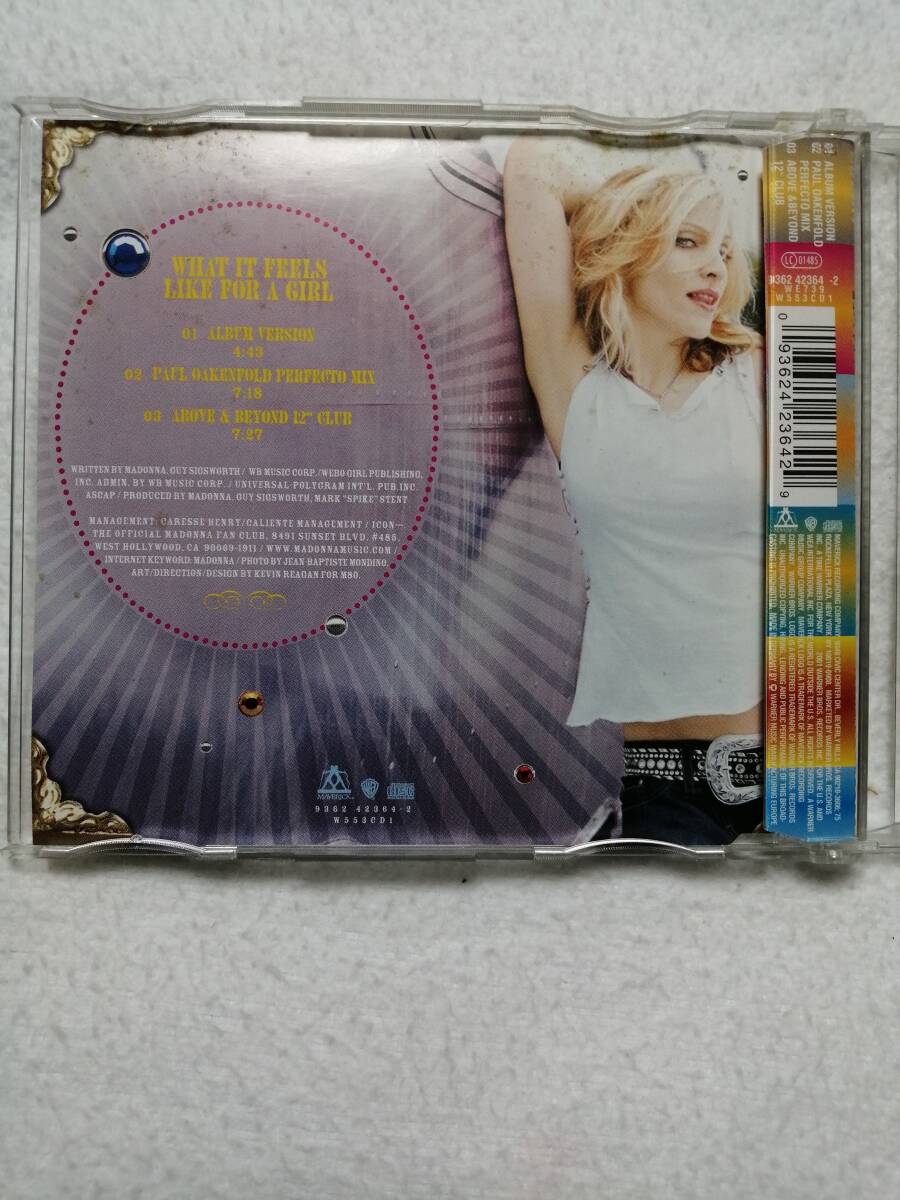 WHAT IT FEELS
LIKE FOR A GIRL
01 ALBUM VERSION
4:43
02 PAUL OAKENFOLD PERFECTO MIX
7:18
03 ABOVE & BEYOND 12" CLUB
7:27
WRITTEN BY MADONNA, GUY SIGSWORTH / WB MUSIC CORP. /WEBO GIRL PUBLISHING,
INC. ADMIN. BY WB MUSIC CORP. / UNIVERSAL-POLYGRAM INT'L. PUB.INC.
ASCAP / PRODUCED BY MADONNA, GUY SIGSWORTH, MARK "SPIKE" STENT
MANAGEMENT: CARESSE HENRY/CALIENTE MANAGEMENT / ICON—
THE OFFICIAL MADONNA FAN CLUB, 8491 SUNSET BLVD. #485,
WEST HOLLYWOOD, CA 90069-1911 / WWW.MADONNAMUSIC.COM /
INTERNET KEYWORD: MADONNA / PHOTO BY JEAN-BAPTISTE MONDINO,
ART/DIRECTION/DESIGN BY KEVIN REAGAN FOR M80.
MAVERICK
WB
9362 42364-2
W553CD1
01 ALBUM VERSION
02 PAUL OAKENFOLD
PERFECTO MIX
03 ABOVE & BEYOND
12" CLUB
LC 01485
9362 42364 -2
WE 739
W553CD1
0 93624 23642 9